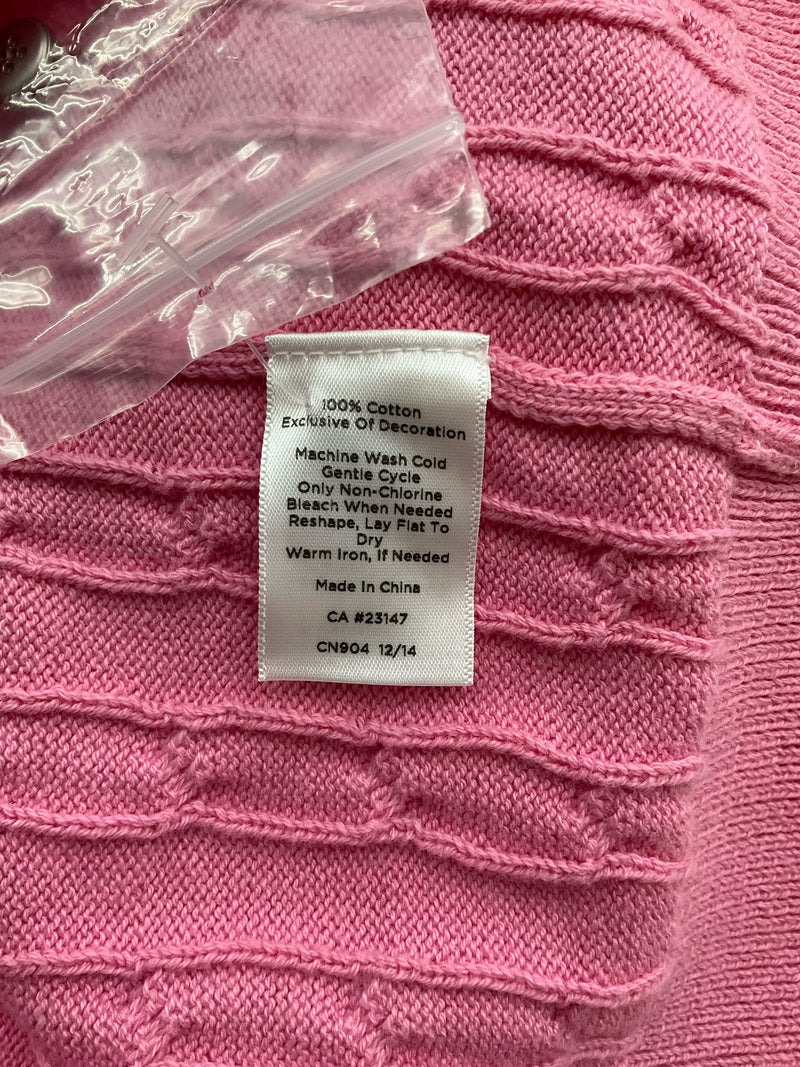 100% Cotton
Exclusive Of Decoration
Machine Wash Cold
Gentle Cycle
Only Non-Chlorine
Bleach When Needed
Reshape, Lay Flat To
Dry
Warm Iron, If Needed
Made In China
CA #23147
CN904 12/14